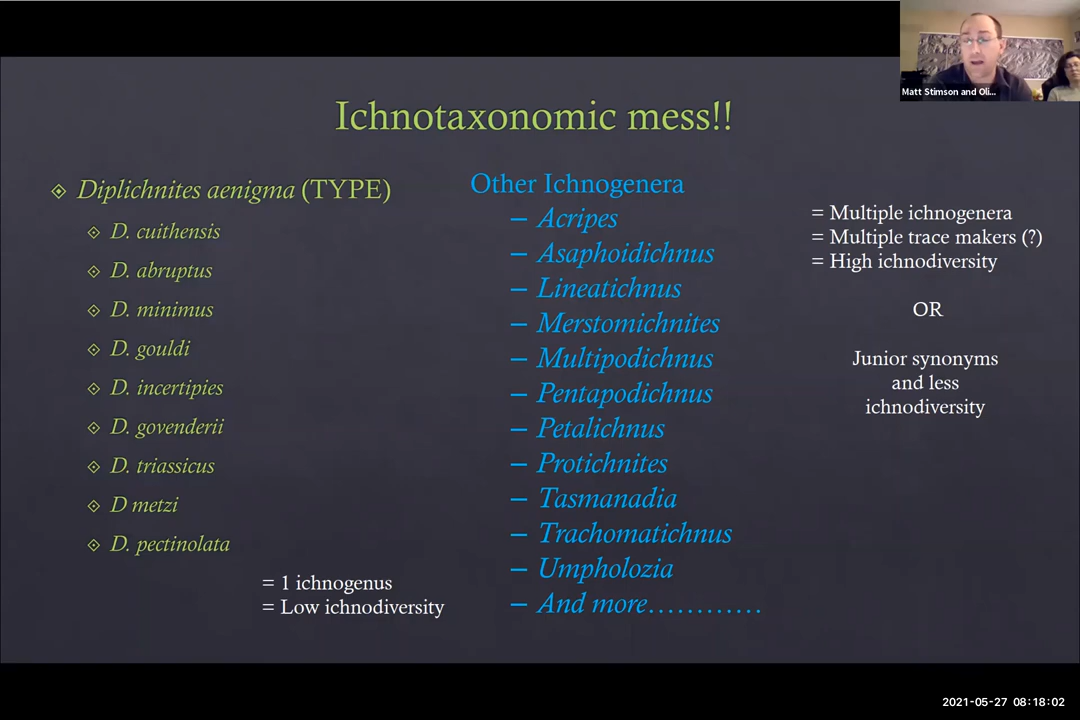 Matt Stimson and Oli...
Ichnotaxonomic mess!!
Diplichnites aenigma (TYPE)
D. cuithensis
D. abruptus
D. minimus
D. gouldi
D. incertipies
D. govenderii
D. triassicus
D metzi
D. pectinolata
= 1 ichnogenus
= Low ichnodiversity
Other Ichnogenera
– Acripes
– Asaphoidichnus
– Lineatichnus
– Merstomichnites
– Multipodichnus
– Pentapodichnus
– Petalichnus
– Protichnites
– Tasmanadia
– Trachomatichnus
– Umpholozia
– And more............
= Multiple ichnogenera
= Multiple trace makers (?)
= High ichnodiversity
OR
Junior synonyms
and less
ichnodiversity
2021-05-27 08:18:02